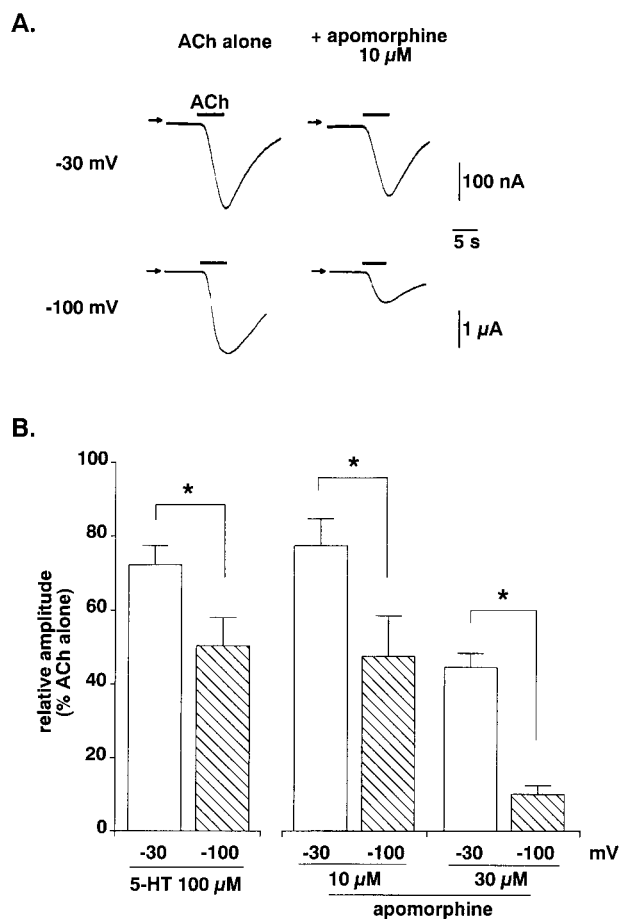 A.
ACh alone
+ apomorphine
10 µM
ACh
-30 mV
100 nA
5 s
-100 mV
1 µA
B.
relative amplitude
(% ACh alone)
100
80
60
40
20
0
*
*
*
-30 -100 -30 -100 -30 -100 mV
5-HT 100 µM 10 µM 30 µM
apomorphine